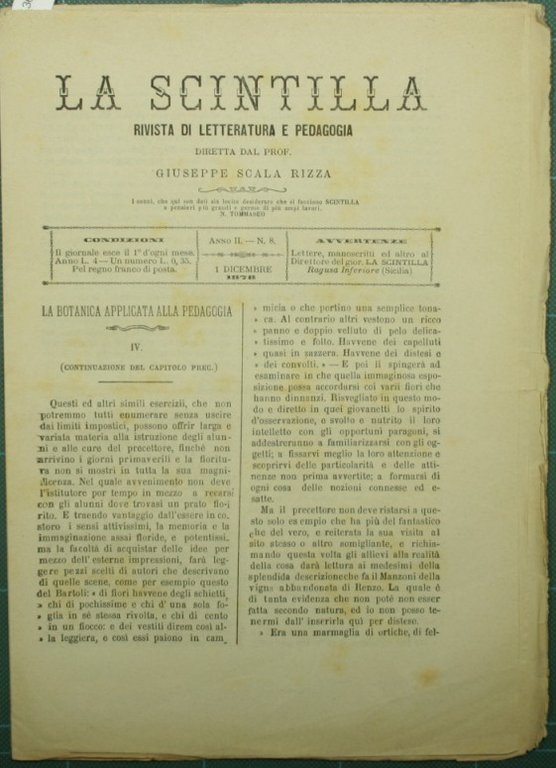 LA SCINTILLA
RIVISTA DI LETTERATURA E PEDAGOGIA
DIRETTA DAL PROF.
GIUSEPPE SCALA RIZZA
I cenni, che qui son dati sia lecito desiderare che si facciano SCINTILLA
a pensieri più grandi e germe di più ampi lavori.
N. TOMMASEO
CONDIZIONI
Il giornale esce il 1º d'ogni mese.
Anno L. 4 — Un numero L. 0, 35.
Pel regno franco di posta.
ANNO II. — N. 8.
1 DICEMBRE
1878
AVVERTENZE
Lettere, manoscritti ed altro al
Direttore del gior. LA SCINTILLA
Ragusa Inferiore (Sicilia)
LA BOTANICA APPLICATA ALLA PEDAGOGIA
IV.
(CONTINUAZIONE DEL CAPITOLO PREC.)
Questi ed altri simili esercizii, che non
potremmo tutti enumerare senza uscire
dai limiti impostici, possono offrir larga e
variata materia alla istruzione degli alun-
ni e alle cure del precettore, finchè non
arrivino i giorni primaverili e la fioritu-
ra non si mostri in tutta la sua magni-
ficenza. Nel quale avvenimento non deve
l'istitutore por tempo in mezzo a recarsi
con gli alunni dove trovasi un prato fio-
rito. E traendo vantaggio dall'essere in co-
storo i sensi attivissimi, la memoria e la
immaginazione assai floride, e potentissi.
ma la facoltà di acquistar delle idee per
mezzo dell'esterne impressioni, farà leg-
gere pezzi scelti di autori che descrivano
di quelle scene, come per esempio questo
del Bartoli: « di fiori havvene degli schietti
» chi di pochissime e chi d'una sola fo-
» glia in sè stessa rivolta, e chi di cento
» in un fiocco: e dei vestiti direm così al-
» la leggiera, e così essi paiono in cam
» micia o che portino una semplice tona-
» ca. Al contrario altri vestono un ricco
» panno e doppio velluto di pelo delica-
» tissimo e folto. Havvene dei capelluti
» quasi in zazzera. Havvene di distesi e
» dei convolti. » — E poi li spingerà ad
esaminare in che quella immaginosa espo-
sizione possa accordarsi coi varii fiori che
hanno dinnanzi. Risvegliato in questo mo-
do e diretto in quei giovanetti lo spirito
d'osservazione, e svolto e nutrito il loro
intelletto con gli opportuni paragoni, si
addestreranno a familiarizzarsi con gli og-
getti; a fissarvi meglio la loro attenzione e
scoprirvi delle particolarità e delle atti-
nenze non prima avvertite; a formarsi di
ogni cosa delle nozioni connesse ed e-
satte.
Ma il precettore non deve ristarsi a que-
sto solo esempio che ha più del fantastico
che del vero, e reiterata la sua visita al
sito stesso o altro somigliante, e richia-
mando questa volta gli allievi alla realità
della cosa darà lettura ai medesimi della
splendida descrizione che fa il Manzoni della
vigna abbandonata di Renzo. La quale è
di tanta evidenza che non potè non esser
fatta secondo natura, ed io non posso te-
nermi dall'inserirla quì per disteso.
» Era una marmaglia di ortiche, di fel-